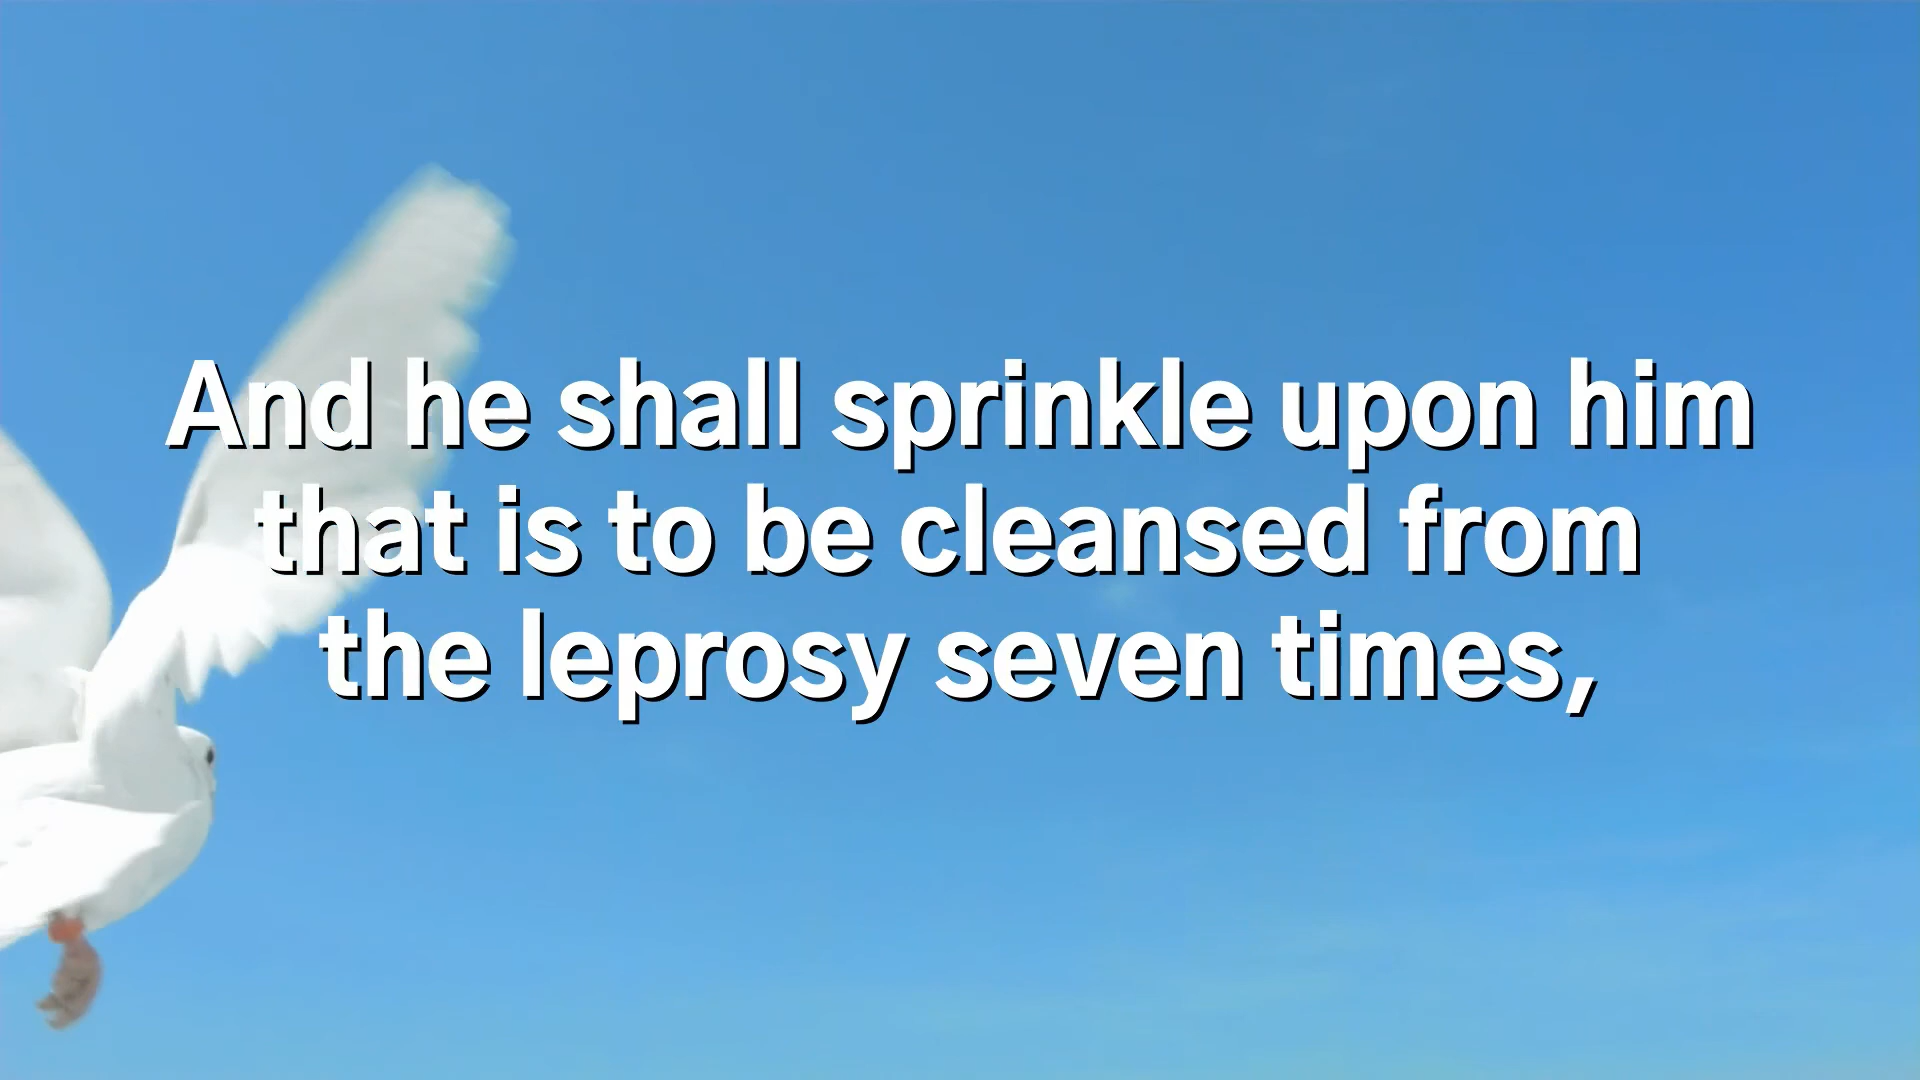 And he shall sprinkle upon him
that is to be cleansed from
the leprosy seven times,